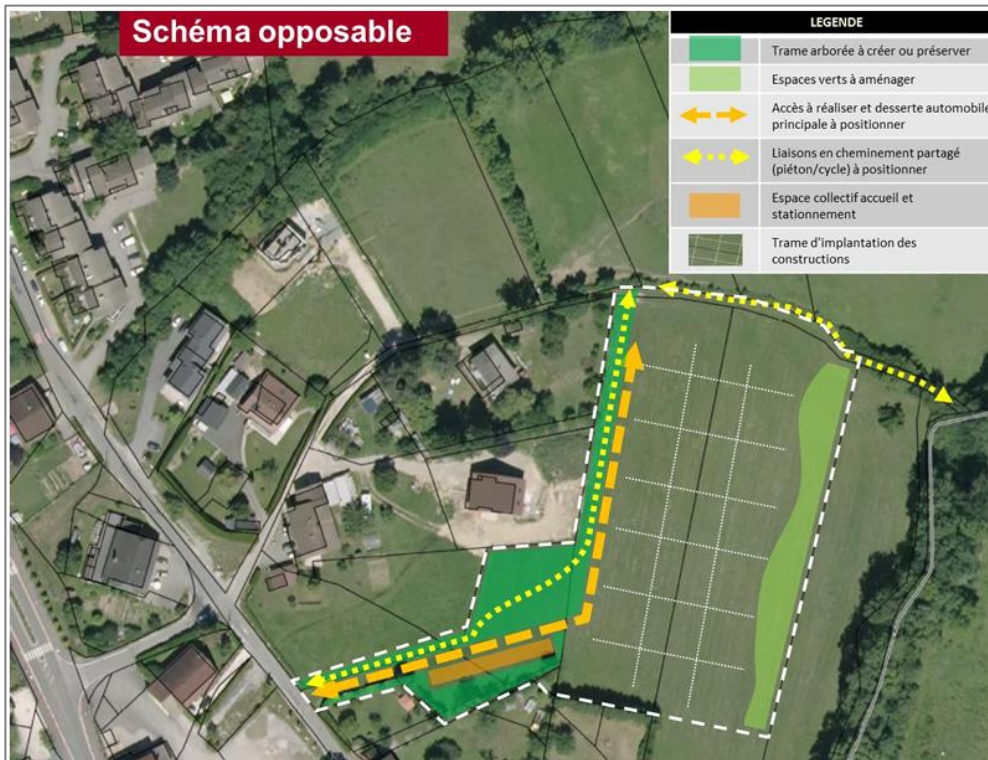 Schéma opposable
LEGENDE
Trame arborée à créer ou préserver
Espaces verts à aménager
Accès à réaliser et desserte automobile
principale à positionner
Liaisons en cheminement partagé
(piéton/cycle) à positionner
Espace collectif accueil et
stationnement
Trame d'implantation des
constructions